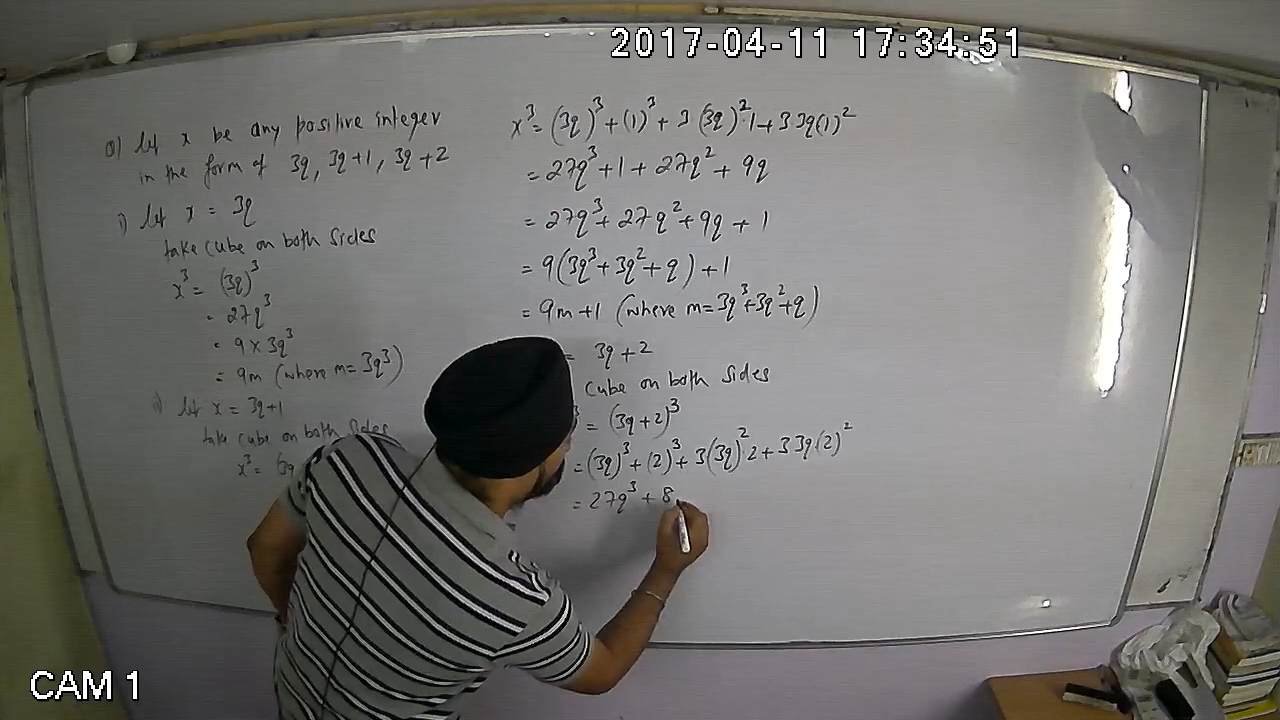 2017-04-11 17:34:51
0) let x be any positive integer
in the form of 3q, 3q+1, 3q+2
i) let x = 3q
take cube on both sides
x³ = (3q)³
= 27q³
= 9 × 3q³
= 9m (where m = 3q³)
ii) let x = 3q+1
take cube on both sides
x³ = (3q
x³ = (3q)³ + (1)³ + 3(3q)²·1 + 3 3q(1)²
= 27q³ + 1 + 27q² + 9q
= 27q³ + 27q² + 9q + 1
= 9(3q³ + 3q² + q) + 1
= 9m + 1 (where m = 3q³ + 3q² + q)
= 3q + 2
cube on both sides
³ = (3q + 2)³
= (3q)³ + (2)³ + 3(3q)²·2 + 3 3q·(2)²
= 27q³ + 8
CAM 1